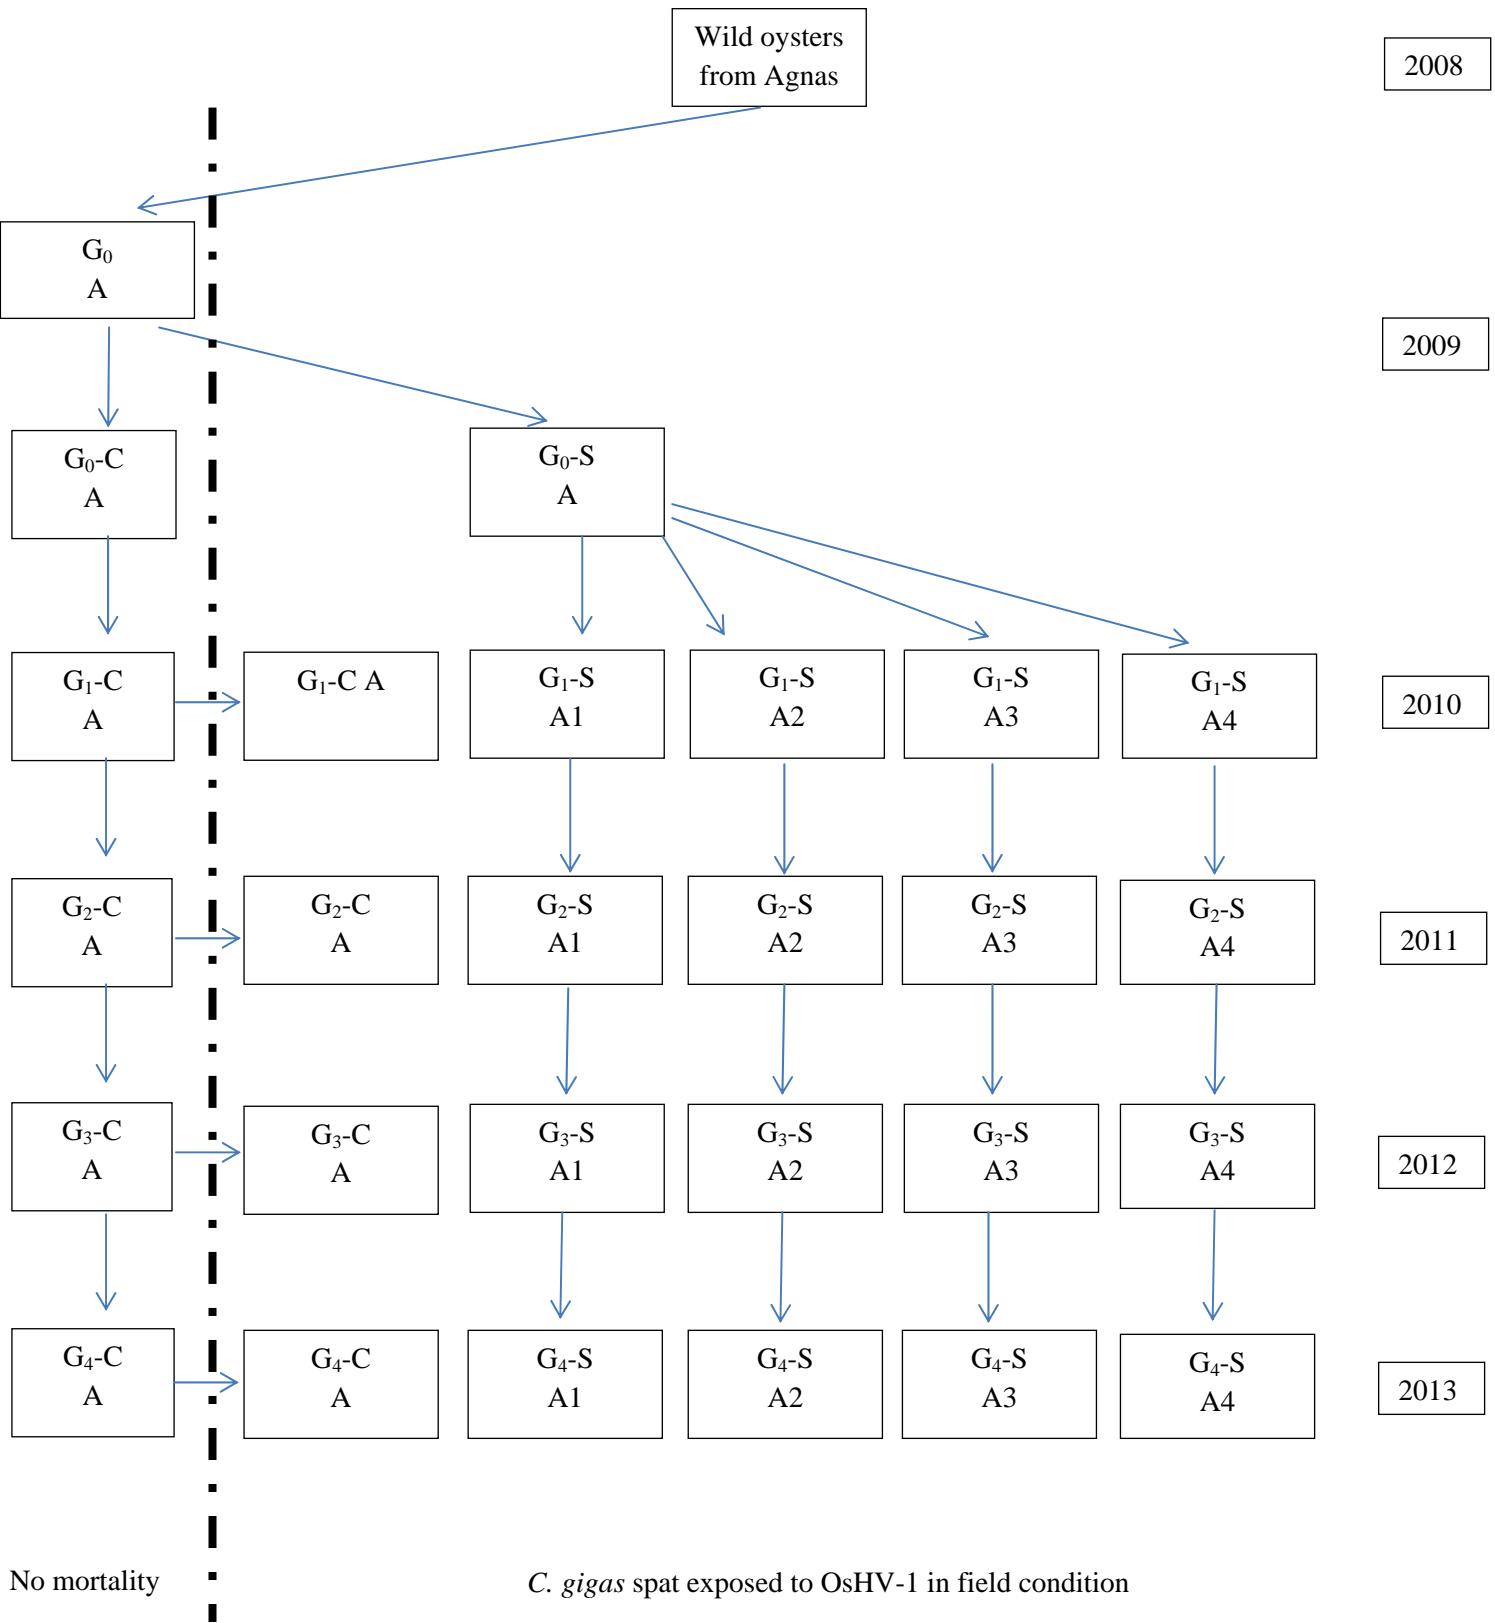 Wild oysters
from Agnas
2008
G₀
A
2009
G₀-C
A
G₀-S
A
G₁-C
A
G₁-C A
G₁-S
A1
G₁-S
A2
G₁-S
A3
G₁-S
A4
2010
G₂-C
A
G₂-C
A
G₂-S
A1
G₂-S
A2
G₂-S
A3
G₂-S
A4
2011
G₃-C
A
G₃-C
A
G₃-S
A1
G₃-S
A2
G₃-S
A3
G₃-S
A4
2012
G₄-C
A
G₄-C
A
G₄-S
A1
G₄-S
A2
G₄-S
A3
G₄-S
A4
2013
No mortality
C. gigas spat exposed to OsHV-1 in field condition